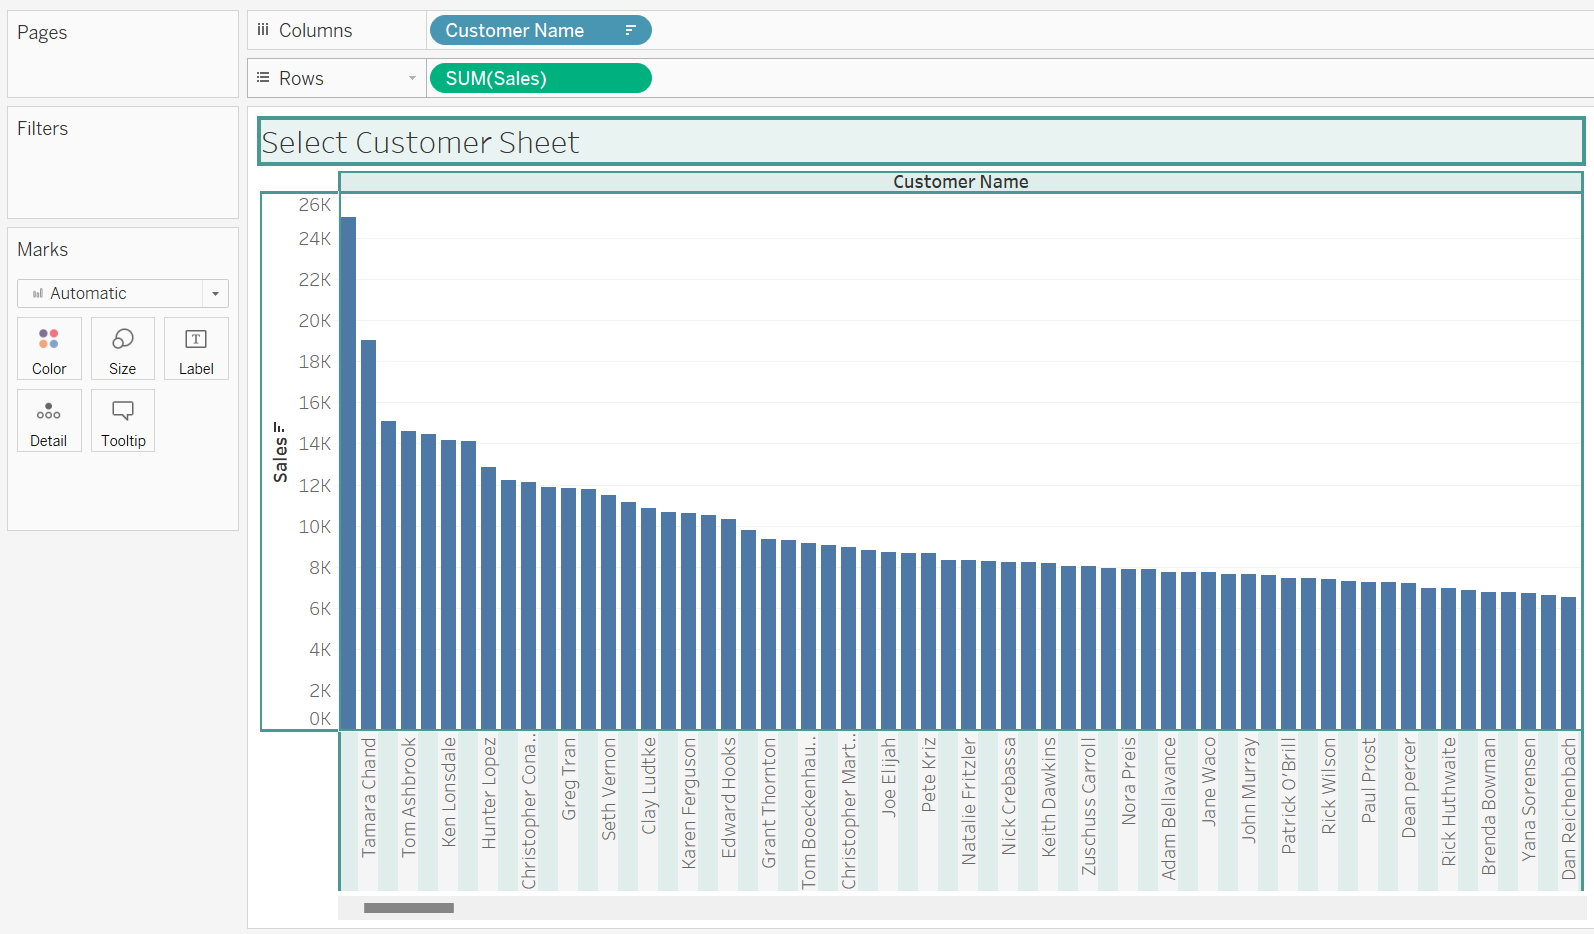 Pages
Columns
Customer Name
Rows
SUM(Sales)
Filters
Marks
Automatic
Color
Size
Label
Detail
Tooltip
Select Customer Sheet
Customer Name
Sales
26K
24K
22K
20K
18K
16K
14K
12K
10K
8K
6K
4K
2K
0K
Tamara Chand
Tom Ashbrook
Ken Lonsdale
Hunter Lopez
Christopher Cona..
Greg Tran
Seth Vernon
Clay Ludtke
Karen Ferguson
Edward Hooks
Grant Thornton
Tom Boeckenhau..
Christopher Mart..
Joe Elijah
Pete Kriz
Natalie Fritzler
Nick Crebassa
Keith Dawkins
Zuschuss Carroll
Nora Preis
Adam Bellavance
Jane Waco
John Murray
Patrick O'Brill
Rick Wilson
Paul Prost
Dean percer
Rick Huthwaite
Brenda Bowman
Yana Sorensen
Dan Reichenbach